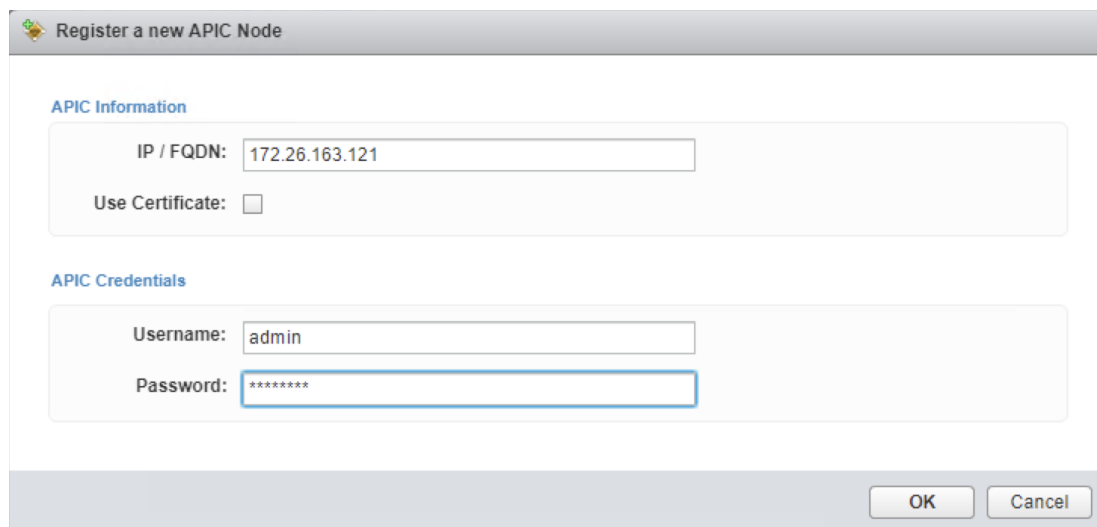 Register a new APIC Node
APIC Information
IP / FQDN: 172.26.163.121
Use Certificate:
APIC Credentials
Username: admin
Password: ********
OK Cancel